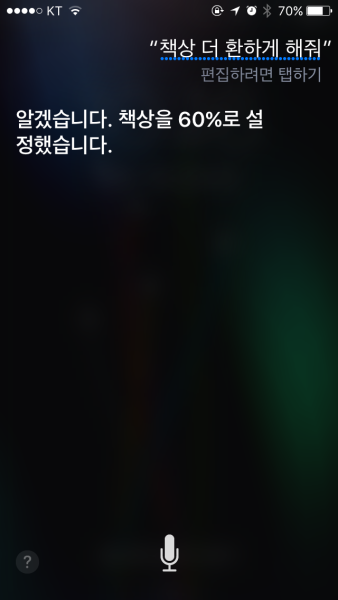 KT 70%
“책상 더 환하게 해줘”
편집하려면 탭하기
알겠습니다. 책상을 60%로 설
정했습니다.
?